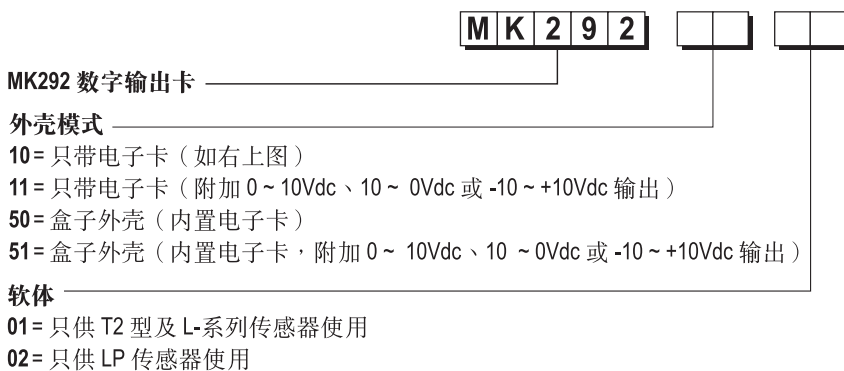 MK292
MK292 数字输出卡
外壳模式
10 = 只带电子卡（如右上图）
11 = 只带电子卡（附加 0 ~ 10Vdc、10 ~ 0Vdc 或 -10 ~ +10Vdc 输出）
50 = 盒子外壳（内置电子卡）
51 = 盒子外壳（内置电子卡，附加 0 ~ 10Vdc、10 ~0Vdc 或 -10 ~ +10Vdc 输出）
软体
01 = 只供 T2 型及 L-系列传感器使用
02 = 只供 LP 传感器使用